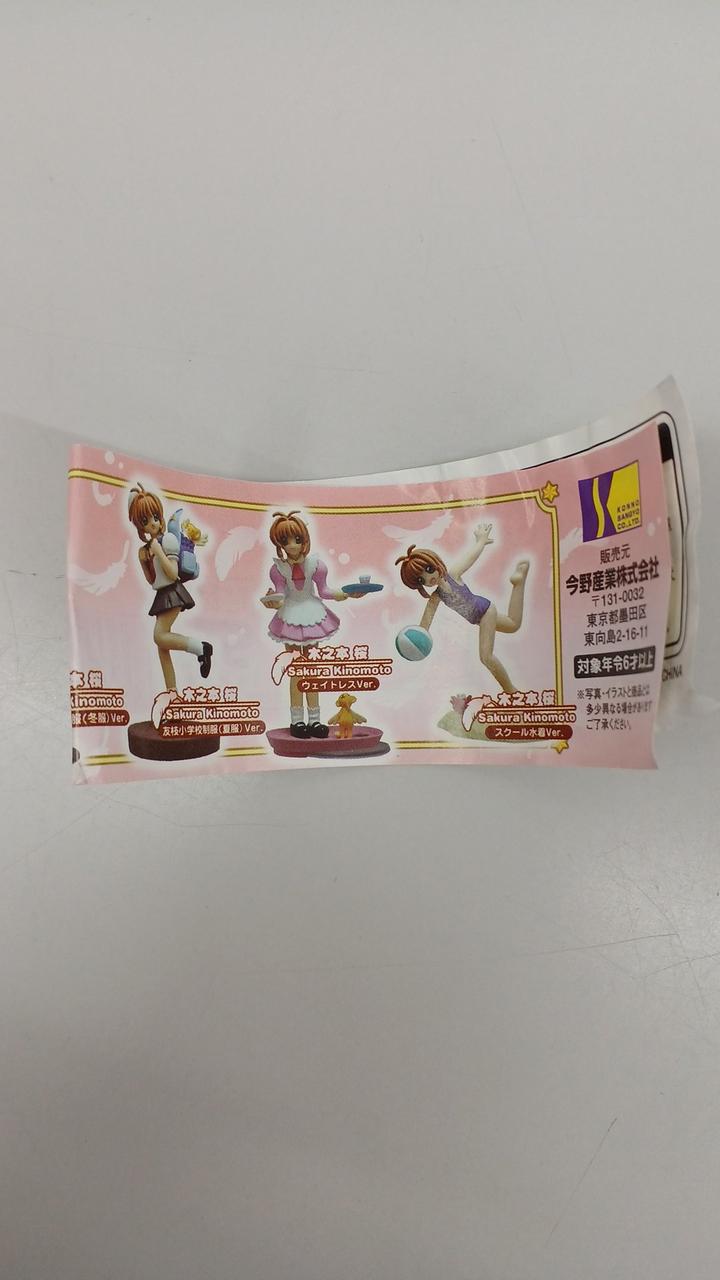 桜
Kinomoto
(冬服)Ver.
木之本 桜
Sakura Kinomoto
友枝小学校制服(夏服)Ver.
木之本 桜
Sakura Kinomoto
ウェイトレスVer.
木之本 桜
Sakura Kinomoto
スクール水着Ver.
KONNO
SANGYO
CO.,LTD.
販売元
今野産業株式会社
〒131-0032
東京都墨田区
東向島2-16-11
対象年令6才以上
※写真・イラストと商品とは
多少異なる場合があります
ご了承ください。
CHINA